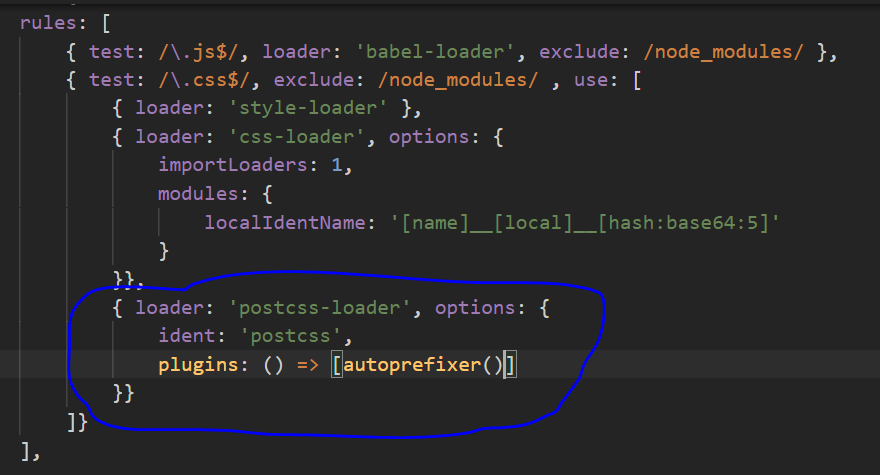 rules: [
{ test: /\.js$/, loader: 'babel-loader', exclude: /node_modules/ },
{ test: /\.css$/, exclude: /node_modules/ , use: [
{ loader: 'style-loader' },
{ loader: 'css-loader', options: {
importLoaders: 1,
modules: {
localIdentName: '[name]__[local]__[hash:base64:5]'
}
}},
{ loader: 'postcss-loader', options: {
ident: 'postcss',
plugins: () => [autoprefixer()]
}}
]}
],